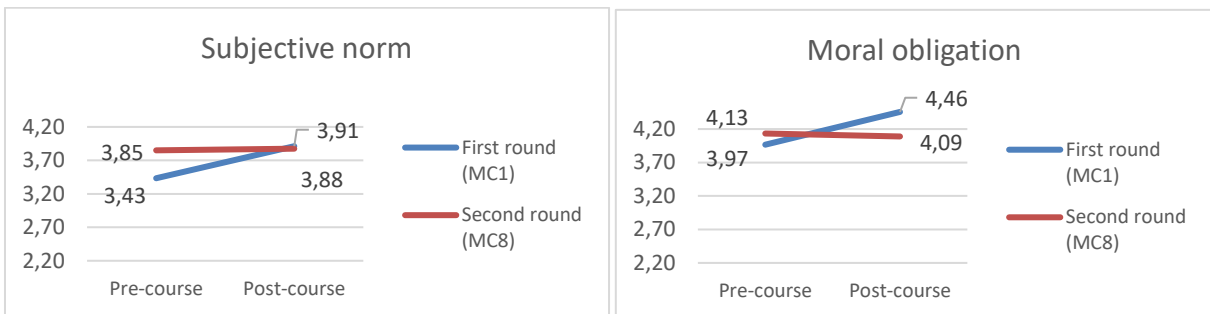 Subjective norm
4,20
3,70
3,20
2,70
2,20
3,85
3,43
3,91
3,88
Pre-course
Post-course
First round
(MC1)
Second round
(MC8)
Moral obligation
4,20
3,70
3,20
2,70
2,20
4,13
3,97
4,46
4,09
Pre-course
Post-course
First round
(MC1)
Second round
(MC8)